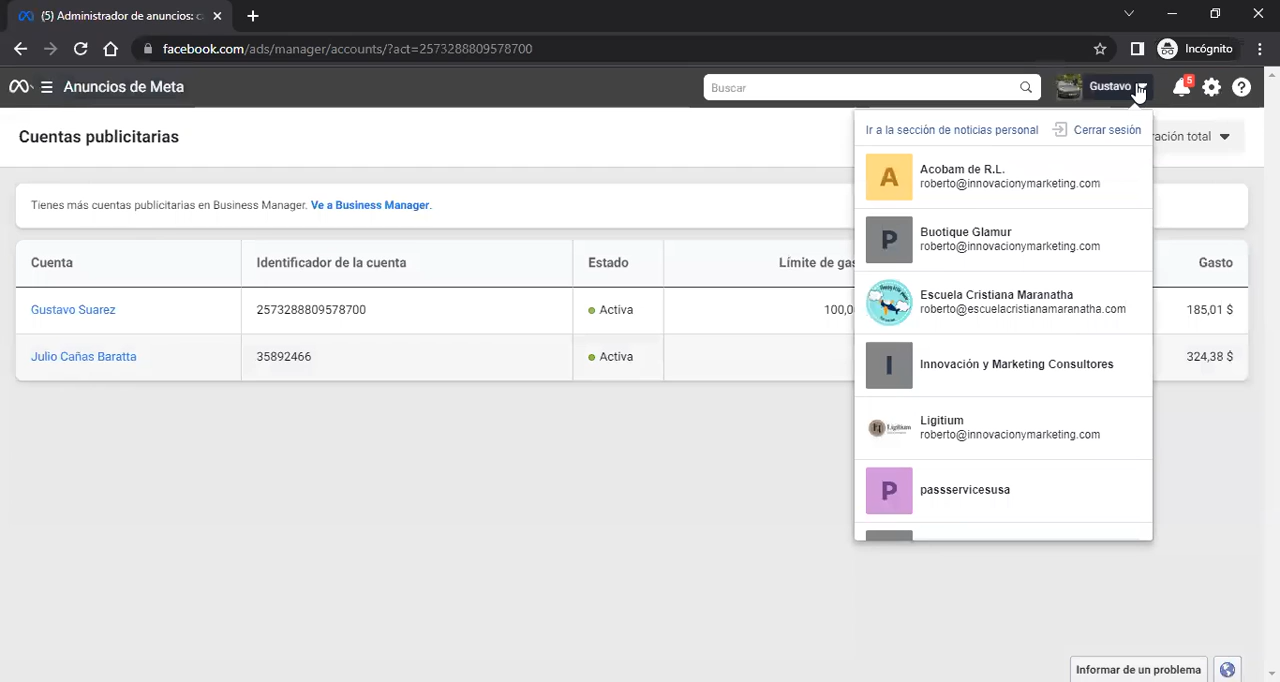 (5) Administrador de anuncios: c
facebook.com/ads/manager/accounts/?act=2573288809578700
Incógnito
Anuncios de Meta
Buscar
Gustavo
5
Cuentas publicitarias
ración total
Ir a la sección de noticias personal
Cerrar sesión
Tienes más cuentas publicitarias en Business Manager. Ve a Business Manager.
Cuenta
Identificador de la cuenta
Estado
Límite de gas
Gasto
Gustavo Suarez
2573288809578700
Activa
100,0
185,01 $
Julio Cañas Baratta
35892466
Activa
324,38 $
A
Acobam de R.L.
roberto@innovacionymarketing.com
P
Buotique Glamur
roberto@innovacionymarketing.com
Escuela Cristiana Maranatha
roberto@escuelacristianamaranatha.com
I
Innovación y Marketing Consultores
Ligitium
Ligitium
roberto@innovacionymarketing.com
P
passservicesusa
Informar de un problema